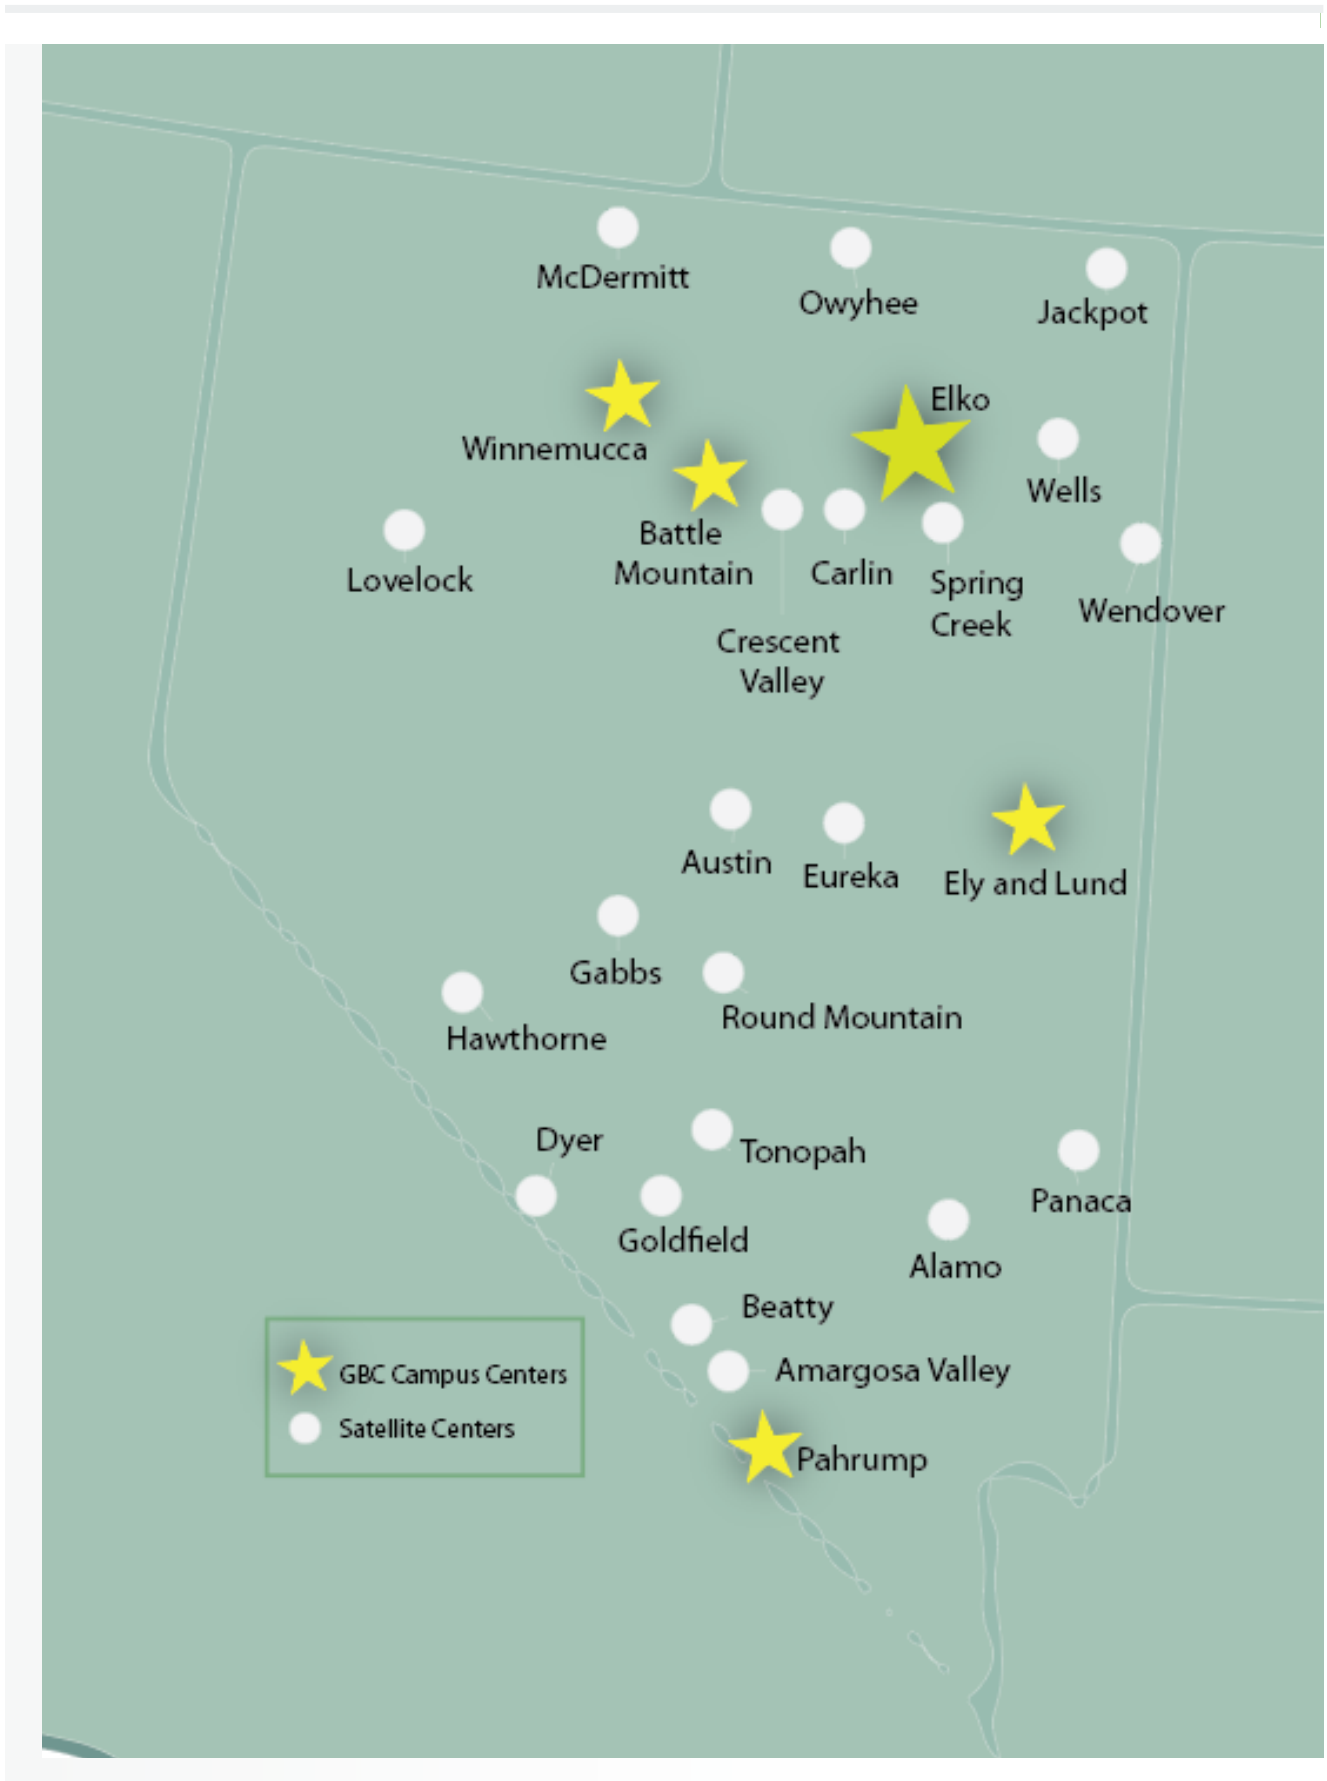 McDermitt
Owyhee
Jackpot
Elko
Winnemucca
Wells
Battle
Mountain
Carlin
Spring
Creek
Lovelock
Wendover
Crescent
Valley
Austin
Eureka
Ely and Lund
Gabbs
Round Mountain
Hawthorne
Dyer
Tonopah
Panaca
Goldfield
Alamo
Beatty
Amargosa Valley
Pahrump
GBC Campus Centers
Satellite Centers